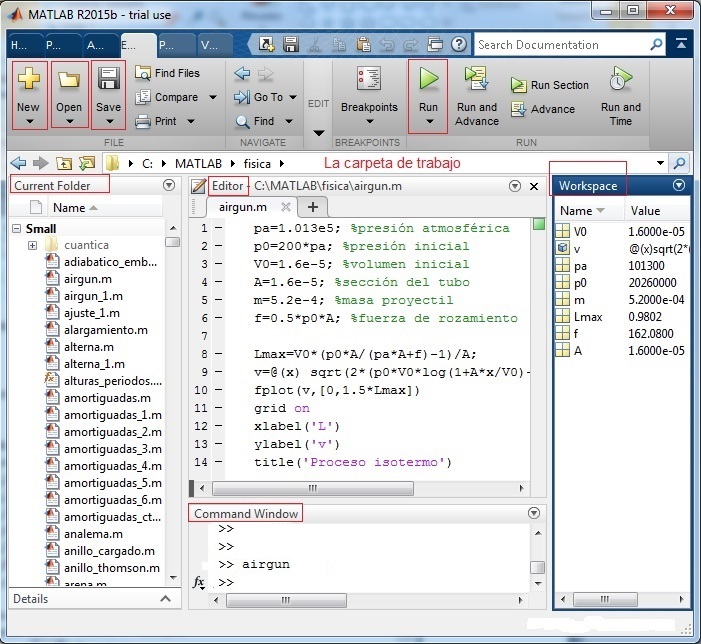 MATLAB R2015b - trial use
H... P... A... E... P... V...
Search Documentation
New
Open
Save
Find Files
Compare
Print
FILE
Go To
Find
NAVIGATE
EDIT
Breakpoints
BREAKPOINTS
Run
Run and Advance
Run Section
Advance
Run and Time
RUN
C: MATLAB fisica
La carpeta de trabajo
Current Folder
Name
Small
cuantica
adiabatico_emb...
airgun.m
airgun_1.m
ajuste_1.m
alargamiento.m
alterna.m
alterna_1.m
alturas_periodos....
amortiguadas.m
amortiguadas_1.m
amortiguadas_2.m
amortiguadas_3.m
amortiguadas_4.m
amortiguadas_5.m
amortiguadas_6.m
amortiguadas_ct...
analema.m
anillo_cargado.m
anillo_thomson.m
arena.m
Details
Editor - C:\MATLAB\fisica\airgun.m
airgun.m
1 - pa=1.013e5; %presión atmosférica
2 - p0=200*pa; %presión inicial
3 - V0=1.6e-5; %volumen inicial
4 - A=1.6e-5; %sección del tubo
5 - m=5.2e-4; %masa proyectil
6 - f=0.5*p0*A; %fuerza de rozamiento
7
8 - Lmax=V0*(p0*A/(pa*A+f)-1)/A;
9 - v=@(x) sqrt(2*(p0*V0*log(1+A*x/V0)-
10 - fplot(v,[0,1.5*Lmax])
11 - grid on
12 - xlabel('L')
13 - ylabel('v')
14 - title('Proceso isotermo')
Command Window
>>
>>
>> airgun
fx >>
Workspace
Name Value
V0 1.6000e-05
v @(x)sqrt(2*(
pa 101300
p0 20260000
m 5.2000e-04
Lmax 0.9802
f 162.0800
A 1.6000e-05